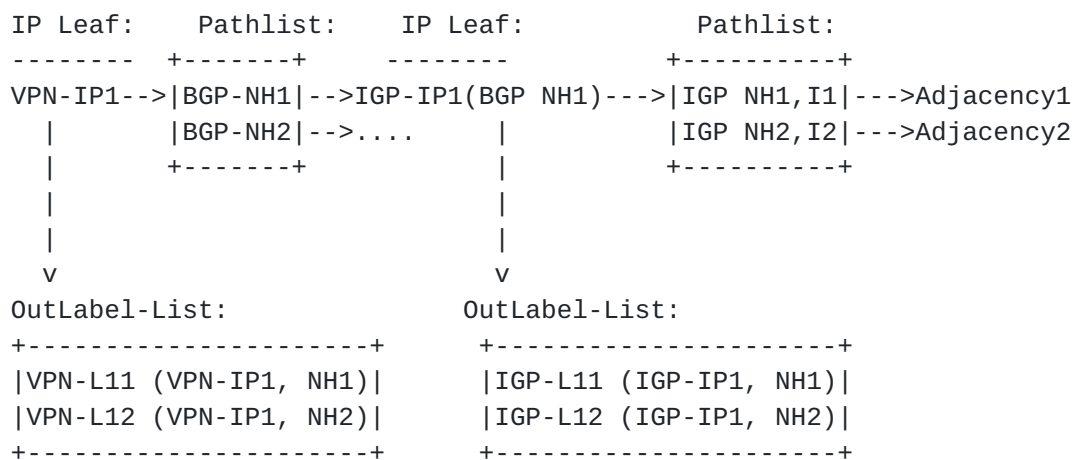 IP Leaf:    Pathlist:    IP Leaf:           Pathlist:
--------  +-------+     --------          +----------+
VPN-IP1-->|BGP-NH1|-->IGP-IP1(BGP NH1)--->|IGP NH1,I1|--->Adjacency1
  |       |BGP-NH2|-->....      |         |IGP NH2,I2|--->Adjacency2
  |       +-------+             |         +----------+
  |                             |
  |                             |
  v                             v
OutLabel-List:                OutLabel-List:
+----------------------+      +----------------------+
|VPN-L11 (VPN-IP1, NH1)|      |IGP-L11 (IGP-IP1, NH1)|
|VPN-L12 (VPN-IP1, NH2)|      |IGP-L12 (IGP-IP1, NH2)|
+----------------------+      +----------------------+